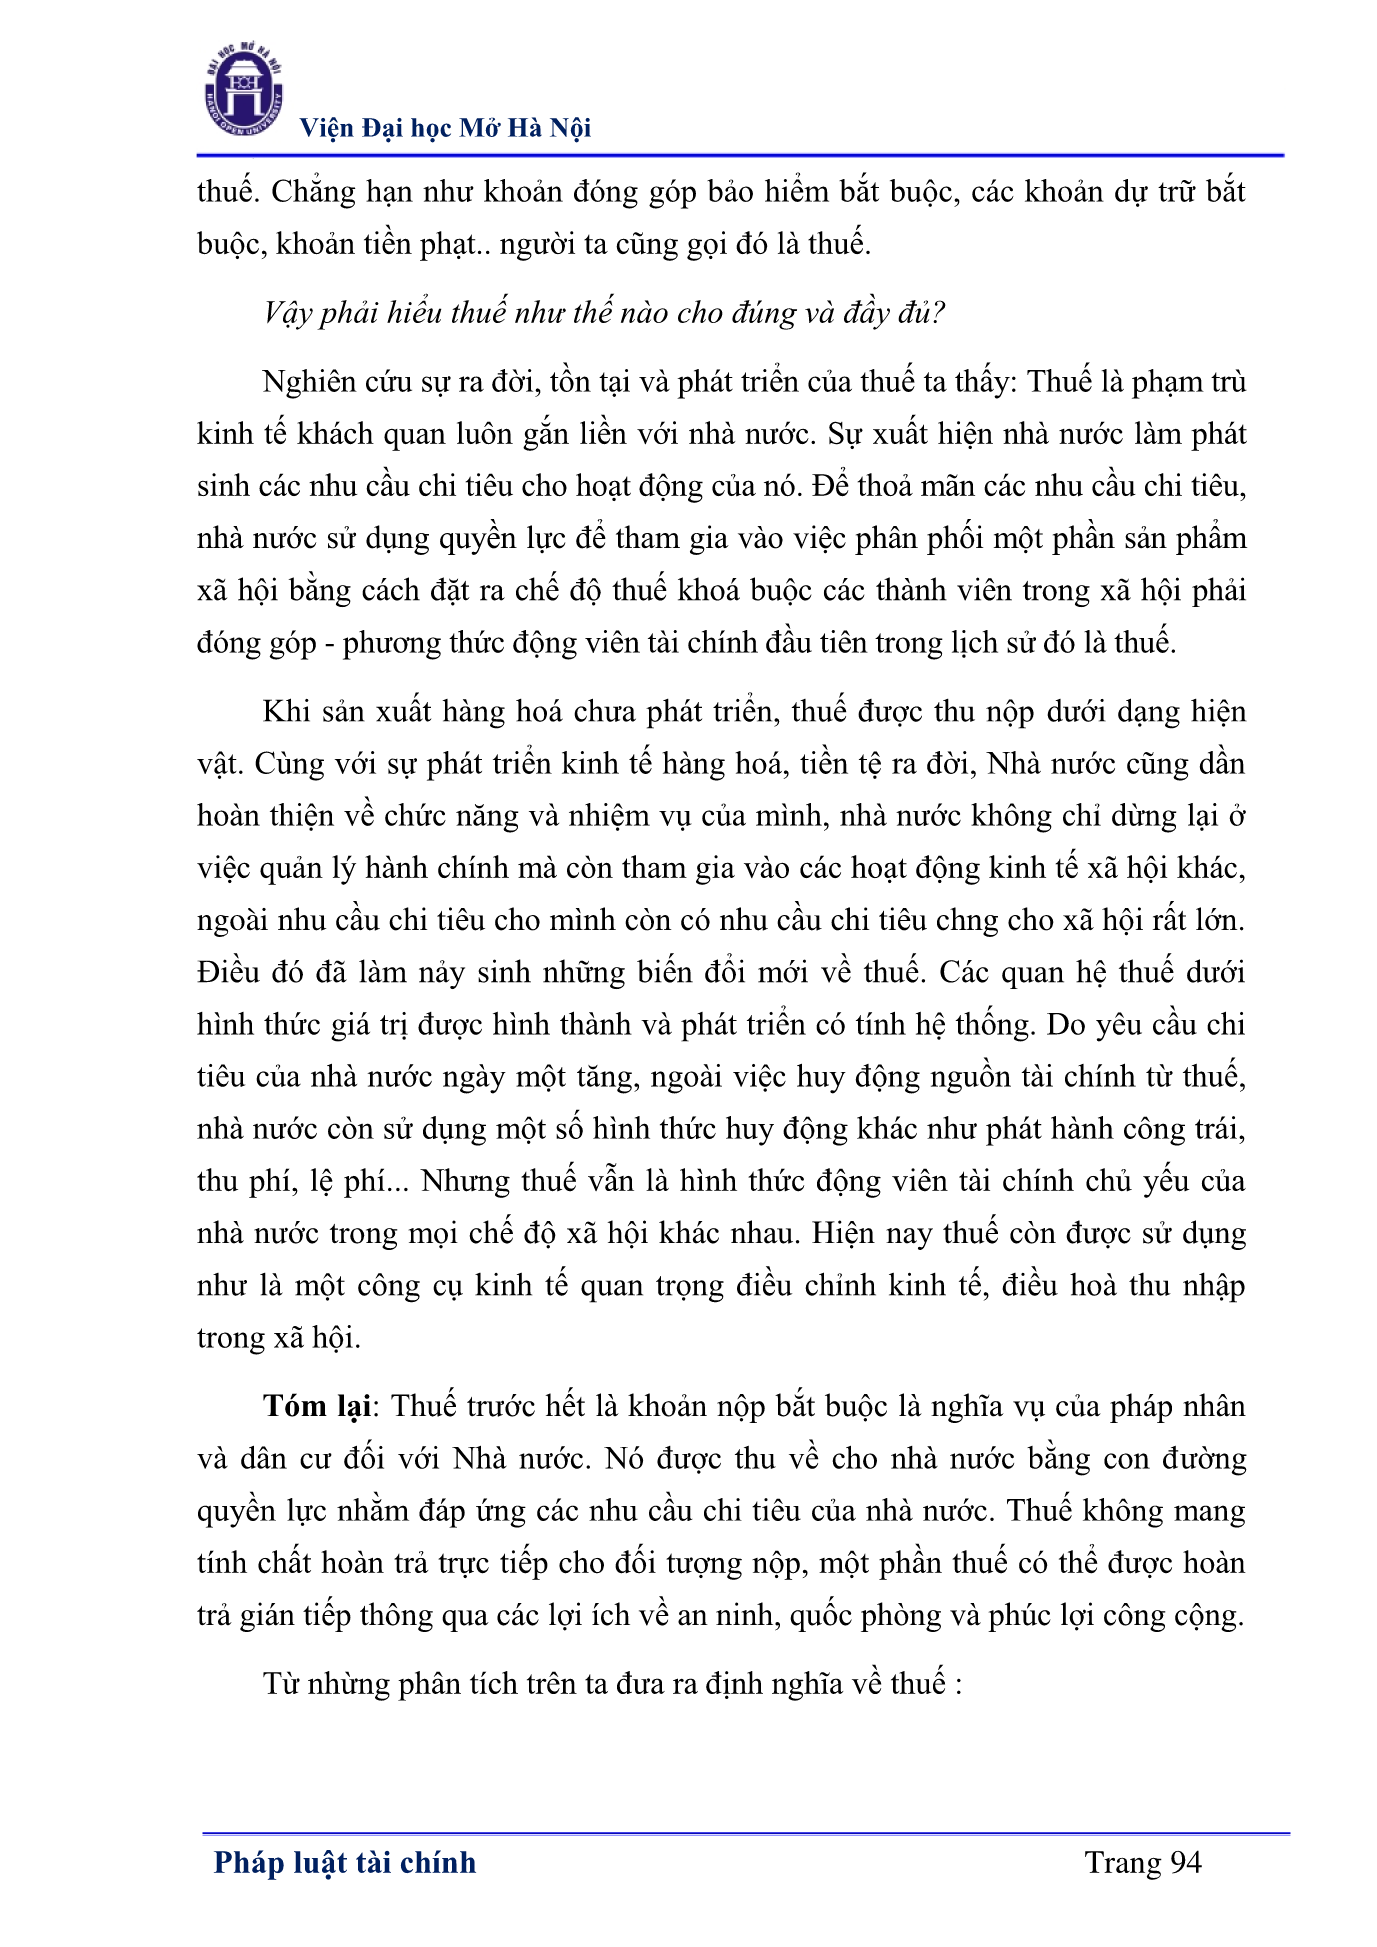 ĐẠI HỌC MỞ HÀ NỘI
HANOI OPEN UNIVERSITY
Viện Đại học Mở Hà Nội
thuế. Chẳng hạn như khoản đóng góp bảo hiểm bắt buộc, các khoản dự trữ bắt
buộc, khoản tiền phạt.. người ta cũng gọi đó là thuế.
Vậy phải hiểu thuế như thế nào cho đúng và đầy đủ?
Nghiên cứu sự ra đời, tồn tại và phát triển của thuế ta thấy: Thuế là phạm trù
kinh tế khách quan luôn gắn liền với nhà nước. Sự xuất hiện nhà nước làm phát
sinh các nhu cầu chi tiêu cho hoạt động của nó. Để thoả mãn các nhu cầu chi tiêu,
nhà nước sử dụng quyền lực để tham gia vào việc phân phối một phần sản phẩm
xã hội bằng cách đặt ra chế độ thuế khoá buộc các thành viên trong xã hội phải
đóng góp - phương thức động viên tài chính đầu tiên trong lịch sử đó là thuế.
Khi sản xuất hàng hoá chưa phát triển, thuế được thu nộp dưới dạng hiện
vật. Cùng với sự phát triển kinh tế hàng hoá, tiền tệ ra đời, Nhà nước cũng dần
hoàn thiện về chức năng và nhiệm vụ của mình, nhà nước không chỉ dừng lại ở
việc quản lý hành chính mà còn tham gia vào các hoạt động kinh tế xã hội khác,
ngoài nhu cầu chi tiêu cho mình còn có nhu cầu chi tiêu chng cho xã hội rất lớn.
Điều đó đã làm nảy sinh những biến đổi mới về thuế. Các quan hệ thuế dưới
hình thức giá trị được hình thành và phát triển có tính hệ thống. Do yêu cầu chi
tiêu của nhà nước ngày một tăng, ngoài việc huy động nguồn tài chính từ thuế,
nhà nước còn sử dụng một số hình thức huy động khác như phát hành công trái,
thu phí, lệ phí... Nhưng thuế vẫn là hình thức động viên tài chính chủ yếu của
nhà nước trong mọi chế độ xã hội khác nhau. Hiện nay thuế còn được sử dụng
như là một công cụ kinh tế quan trọng điều chỉnh kinh tế, điều hoà thu nhập
trong xã hội.
Tóm lại: Thuế trước hết là khoản nộp bắt buộc là nghĩa vụ của pháp nhân
và dân cư đối với Nhà nước. Nó được thu về cho nhà nước bằng con đường
quyền lực nhằm đáp ứng các nhu cầu chi tiêu của nhà nước. Thuế không mang
tính chất hoàn trả trực tiếp cho đối tượng nộp, một phần thuế có thể được hoàn
trả gián tiếp thông qua các lợi ích về an ninh, quốc phòng và phúc lợi công cộng.
Từ nhừng phân tích trên ta đưa ra định nghĩa về thuế :
Pháp luật tài chính
Trang 94